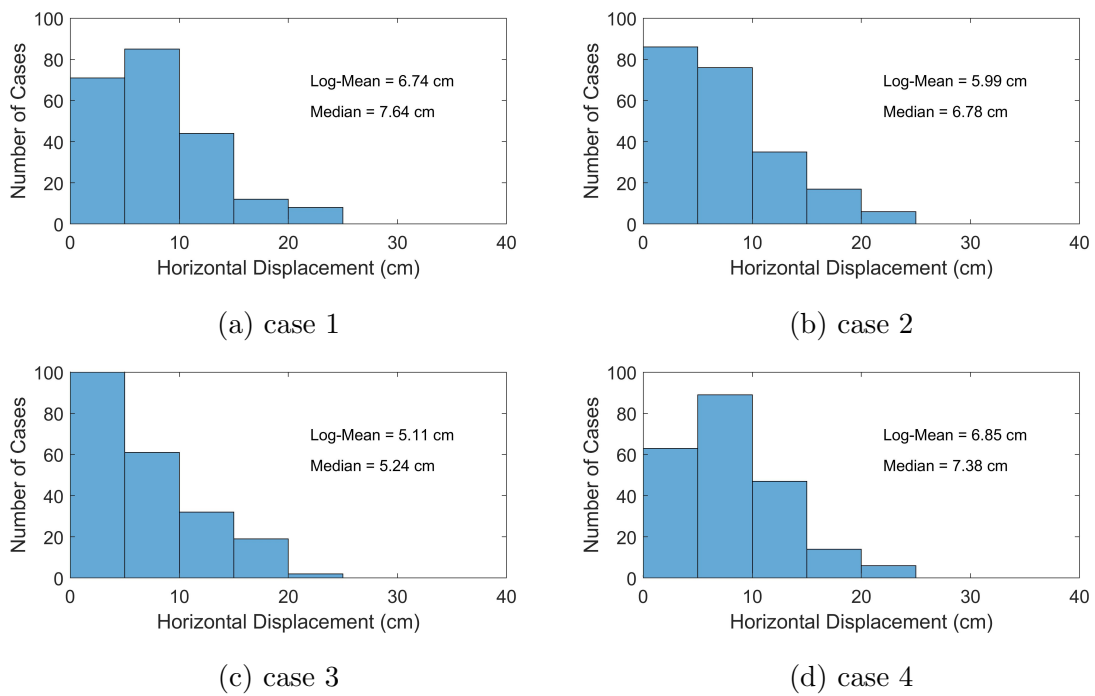 100
80
60
40
20
0
Number of Cases
Log-Mean = 6.74 cm
Median = 7.64 cm
0 10 20 30 40
Horizontal Displacement (cm)
(a) case 1
100
80
60
40
20
0
Number of Cases
Log-Mean = 5.99 cm
Median = 6.78 cm
0 10 20 30 40
Horizontal Displacement (cm)
(b) case 2
100
80
60
40
20
0
Number of Cases
Log-Mean = 5.11 cm
Median = 5.24 cm
0 10 20 30 40
Horizontal Displacement (cm)
(c) case 3
100
80
60
40
20
0
Number of Cases
Log-Mean = 6.85 cm
Median = 7.38 cm
0 10 20 30 40
Horizontal Displacement (cm)
(d) case 4